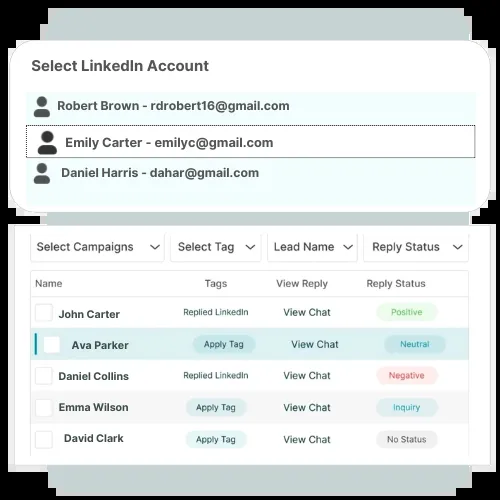 Select LinkedIn Account
Robert Brown - rdrobert16@gmail.com
Emily Carter - emilyc@gmail.com
Daniel Harris - dahar@gmail.com
Select Campaigns Select Tag Lead Name Reply Status
Name Tags View Reply Reply Status
John Carter Replied LinkedIn View Chat Positive
Ava Parker Apply Tag View Chat Neutral
Daniel Collins Replied LinkedIn View Chat Negative
Emma Wilson Apply Tag View Chat Inquiry
David Clark Apply Tag View Chat No Status